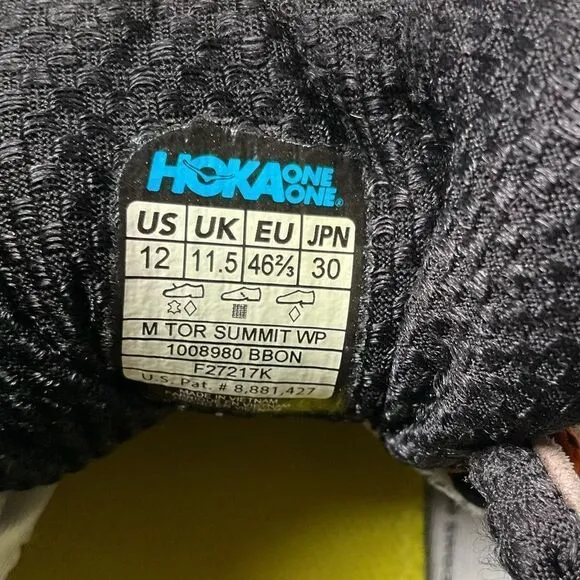 HOKA ONE ONE®
US UK EU JPN
12 11.5 46⅔ 30
M TOR SUMMIT WP
1008980 BBON
F27217K
U.S. Pat. # 8,881,427
MADE IN VIETNAM